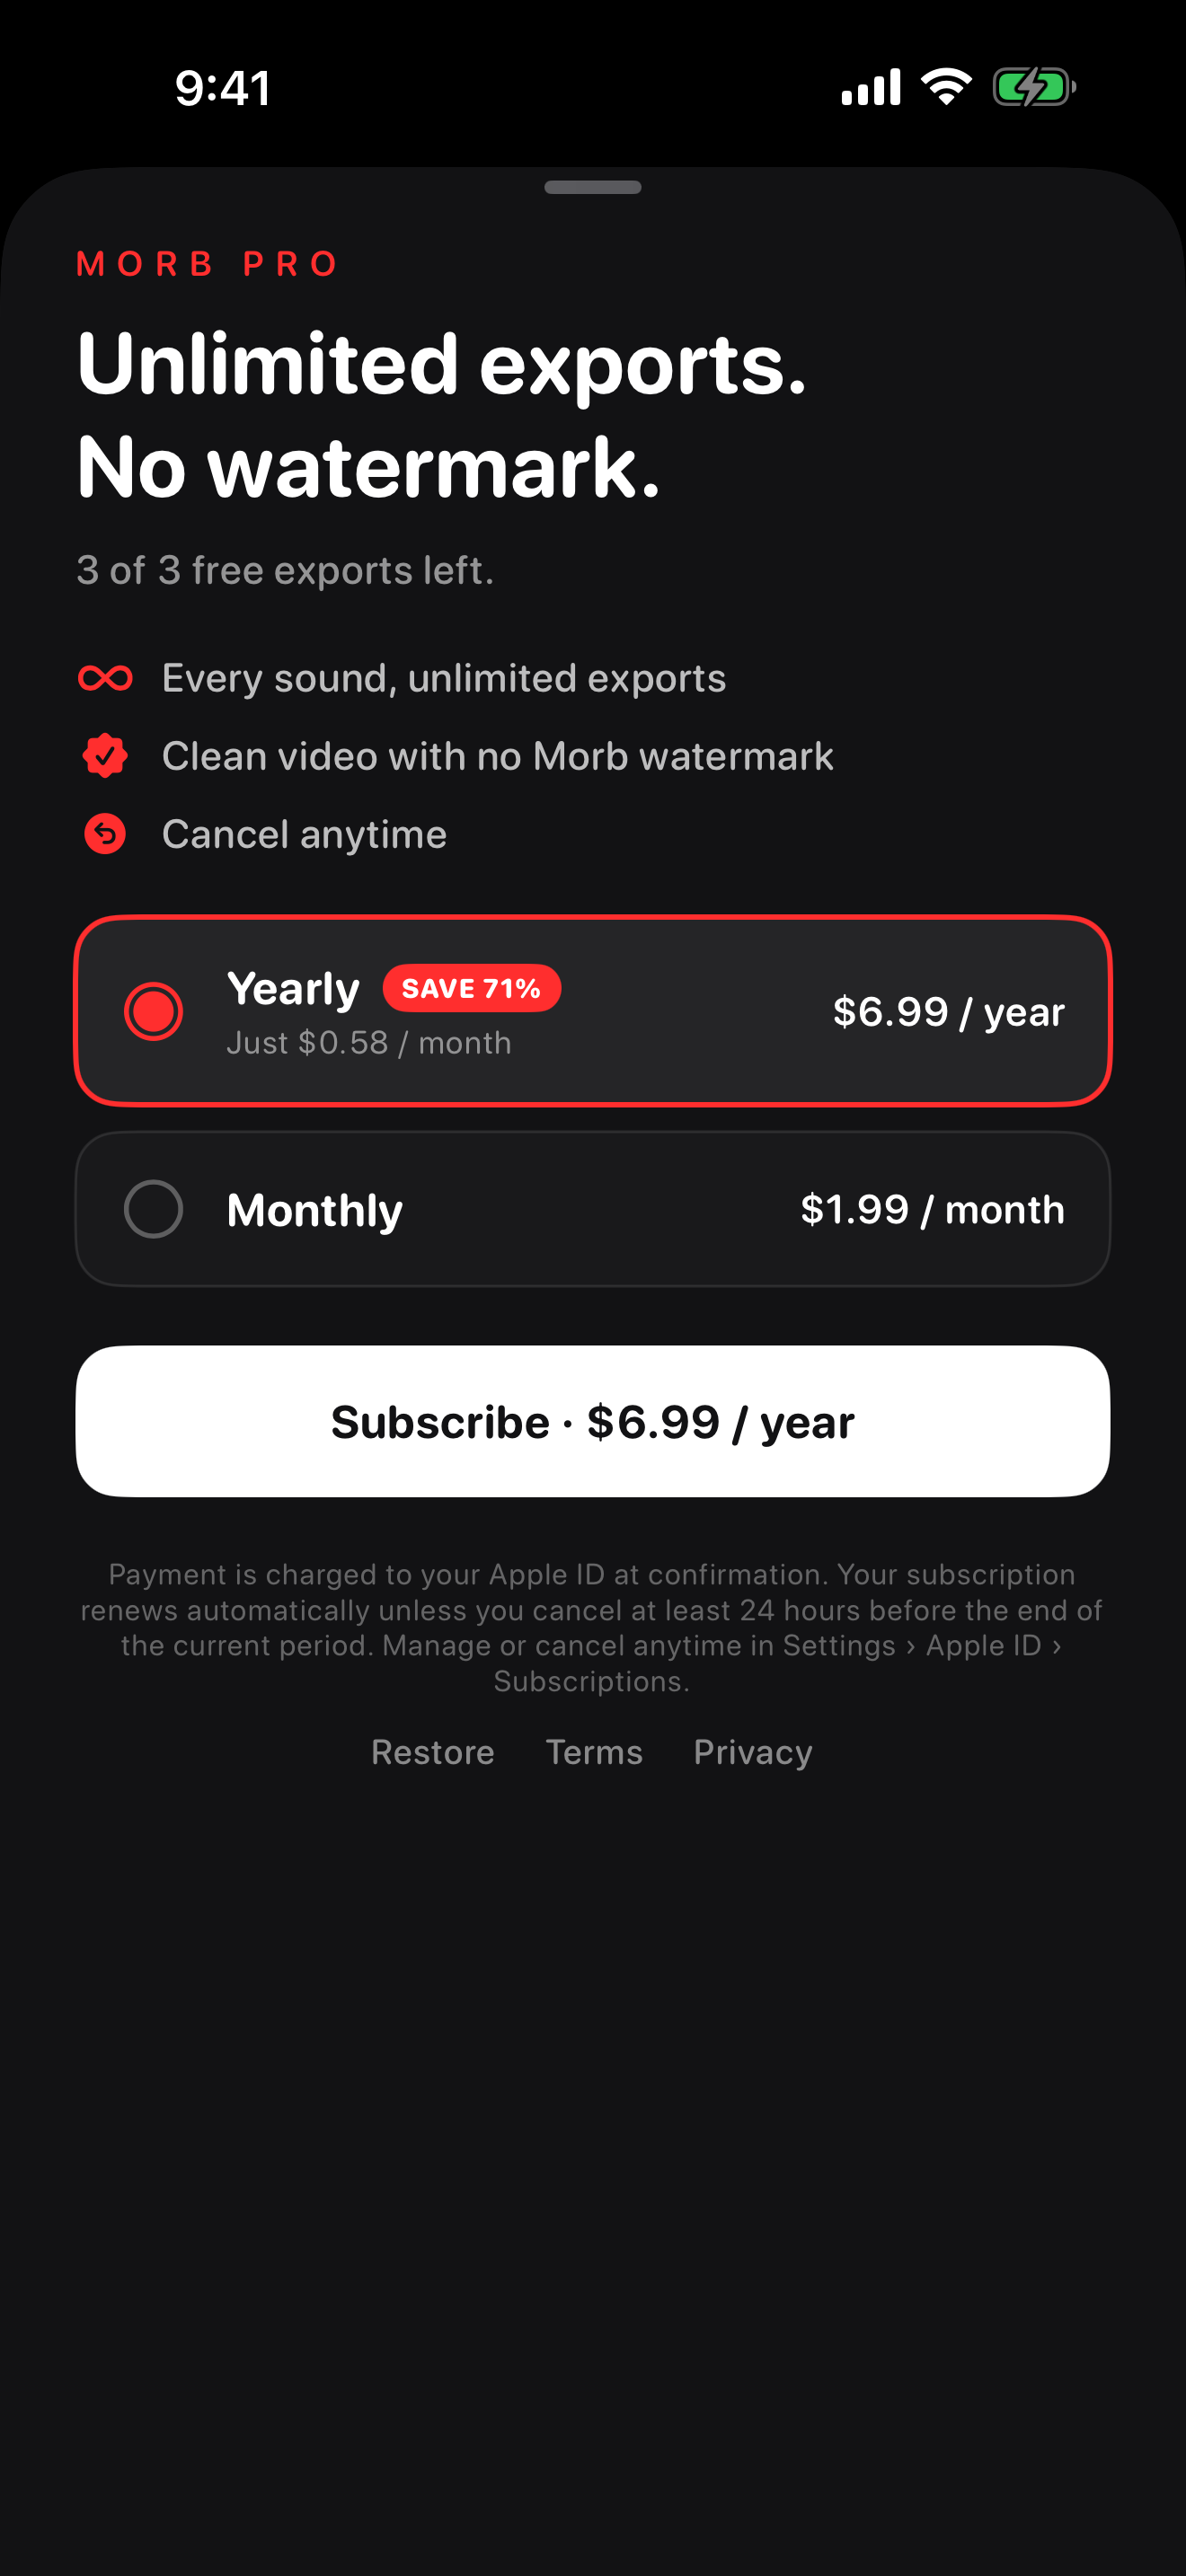 9:41
MORB PRO
Unlimited exports.
No watermark.
3 of 3 free exports left.
Every sound, unlimited exports
Clean video with no Morb watermark
Cancel anytime
Yearly SAVE 71%
Just $0.58 / month
$6.99 / year
Monthly
$1.99 / month
Subscribe · $6.99 / year
Payment is charged to your Apple ID at confirmation. Your subscription
renews automatically unless you cancel at least 24 hours before the end of
the current period. Manage or cancel anytime in Settings › Apple ID ›
Subscriptions.
Restore Terms Privacy